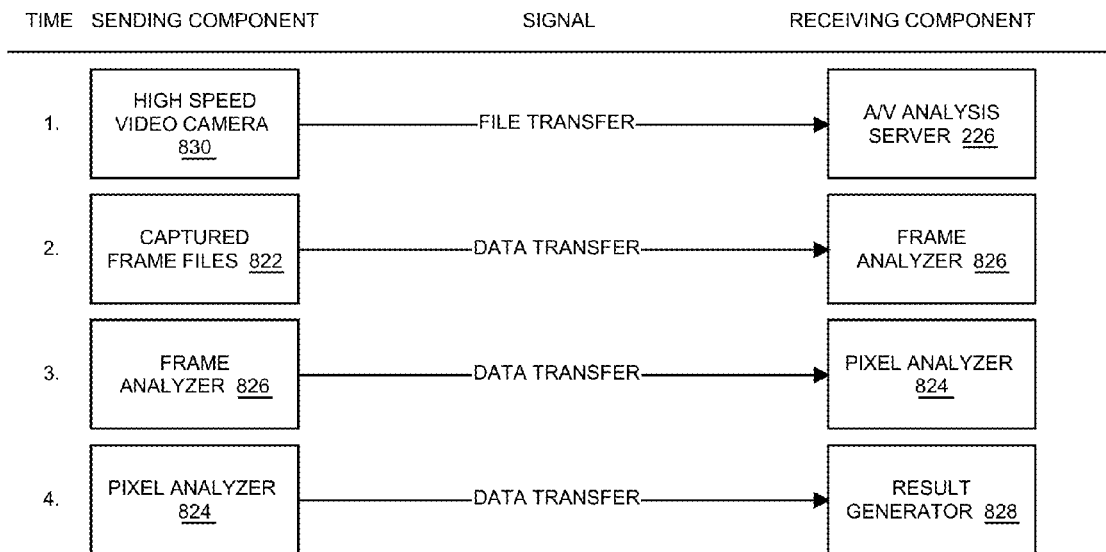 TIME SENDING COMPONENT SIGNAL RECEIVING COMPONENT
1.
HIGH SPEED
VIDEO CAMERA
830
FILE TRANSFER
A/V ANALYSIS
SERVER 226
2.
CAPTURED
FRAME FILES 822
DATA TRANSFER
FRAME
ANALYZER 826
3.
FRAME
ANALYZER 826
DATA TRANSFER
PIXEL ANALYZER
824
4.
PIXEL ANALYZER
824
DATA TRANSFER
RESULT
GENERATOR 828